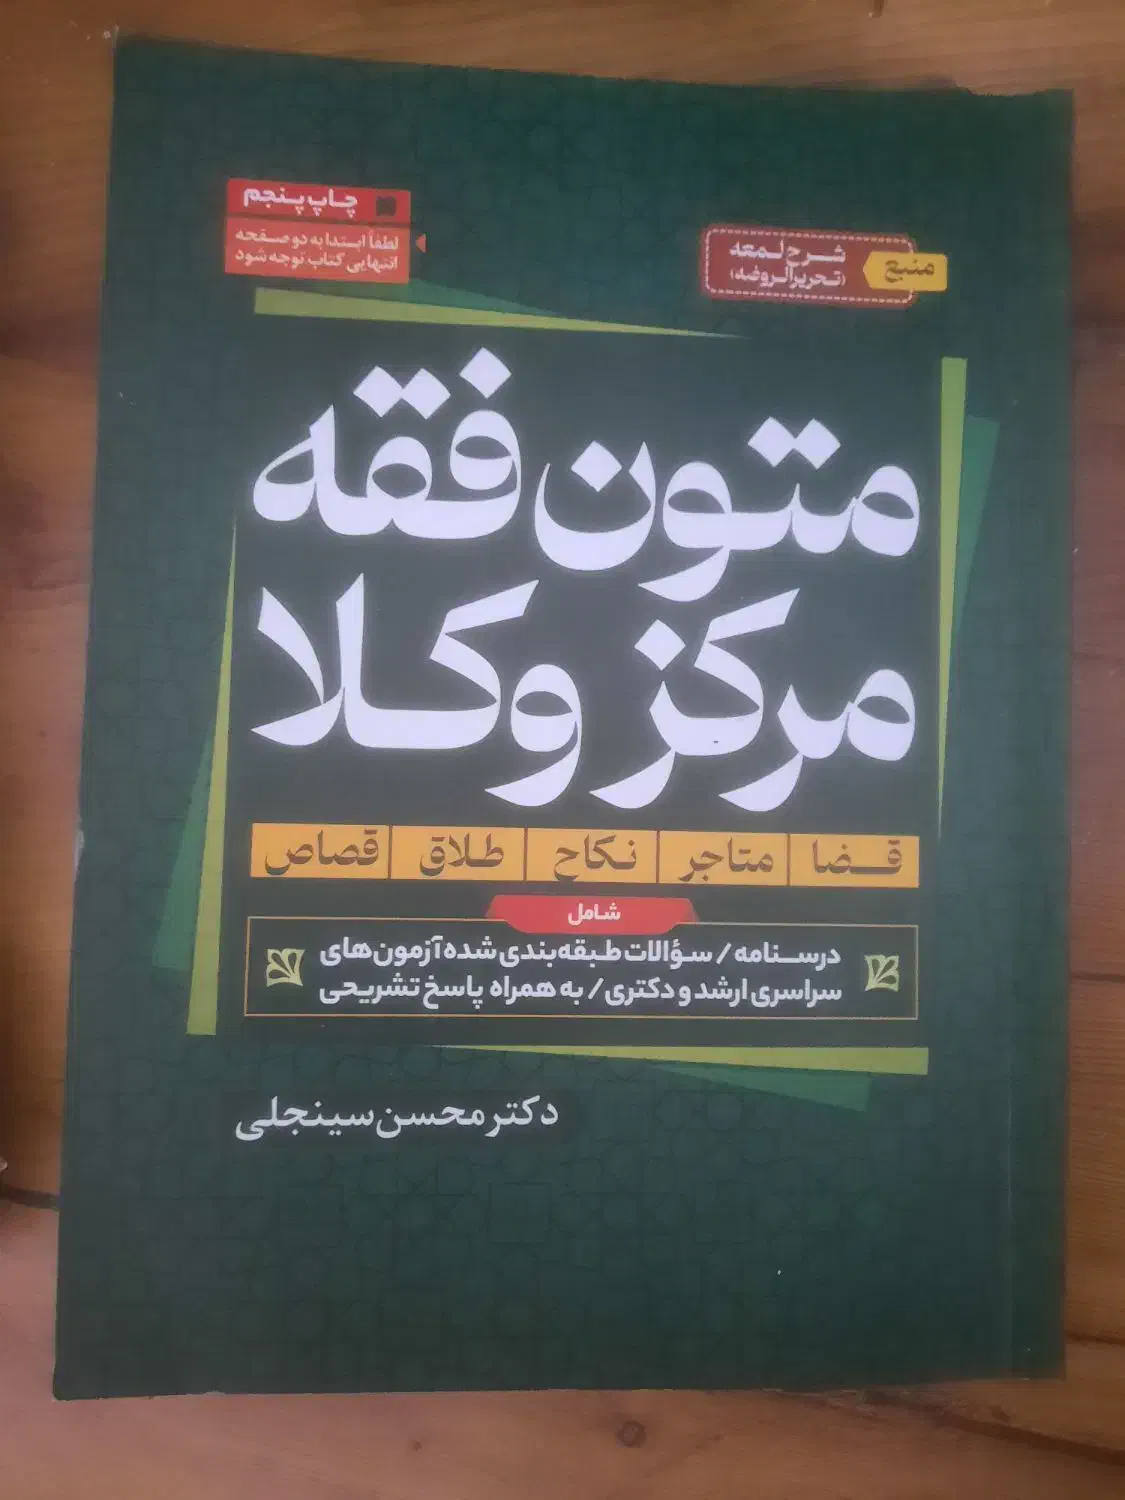 چاپ پنجم
لطفاً ابتدا به دو صفحه
انتهایی کتاب توجه شود
منبع
شرح لمعه
(تحریرالروضه)
متون فقه
مرکز وکلا
قضا | متاجر | نکاح | طلاق | قصاص
شامل
درسنامه / سؤالات طبقه‌بندی شده آزمون‌های
سراسری ارشد و دکتری / به همراه پاسخ تشریحی
دکتر محسن سینجلی